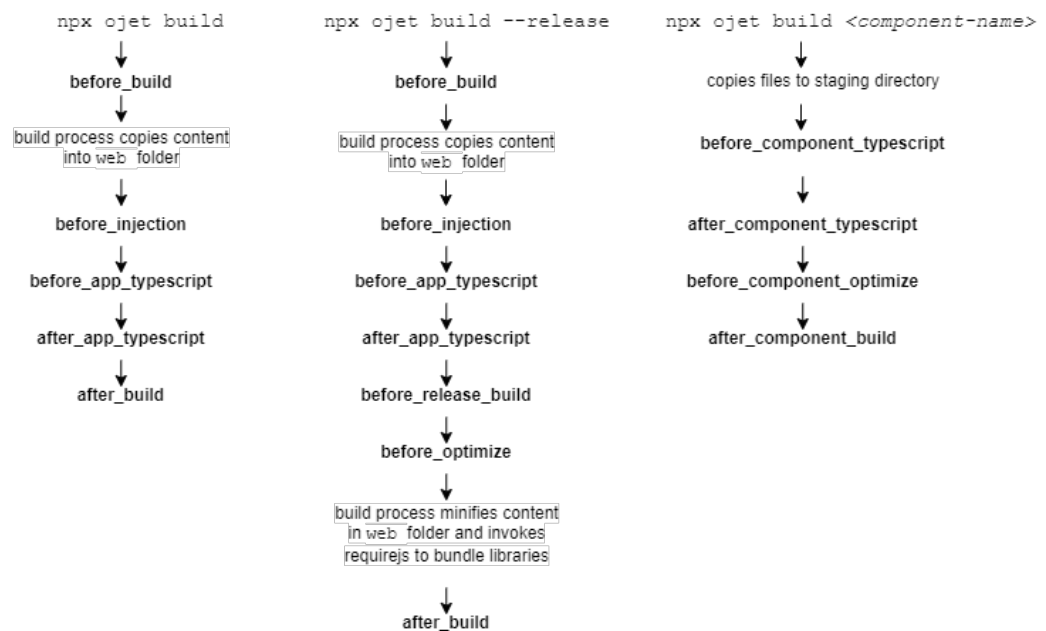 npx ojet build
before_build
build process copies content
into web folder
before_injection
before_app_typescript
after_app_typescript
after_build
npx ojet build --release
before_build
build process copies content
into web folder
before_injection
before_app_typescript
after_app_typescript
before_release_build
before_optimize
build process minifies content
in web folder and invokes
requirejs to bundle libraries
after_build
npx ojet build <component-name>
copies files to staging directory
before_component_typescript
after_component_typescript
before_component_optimize
after_component_build